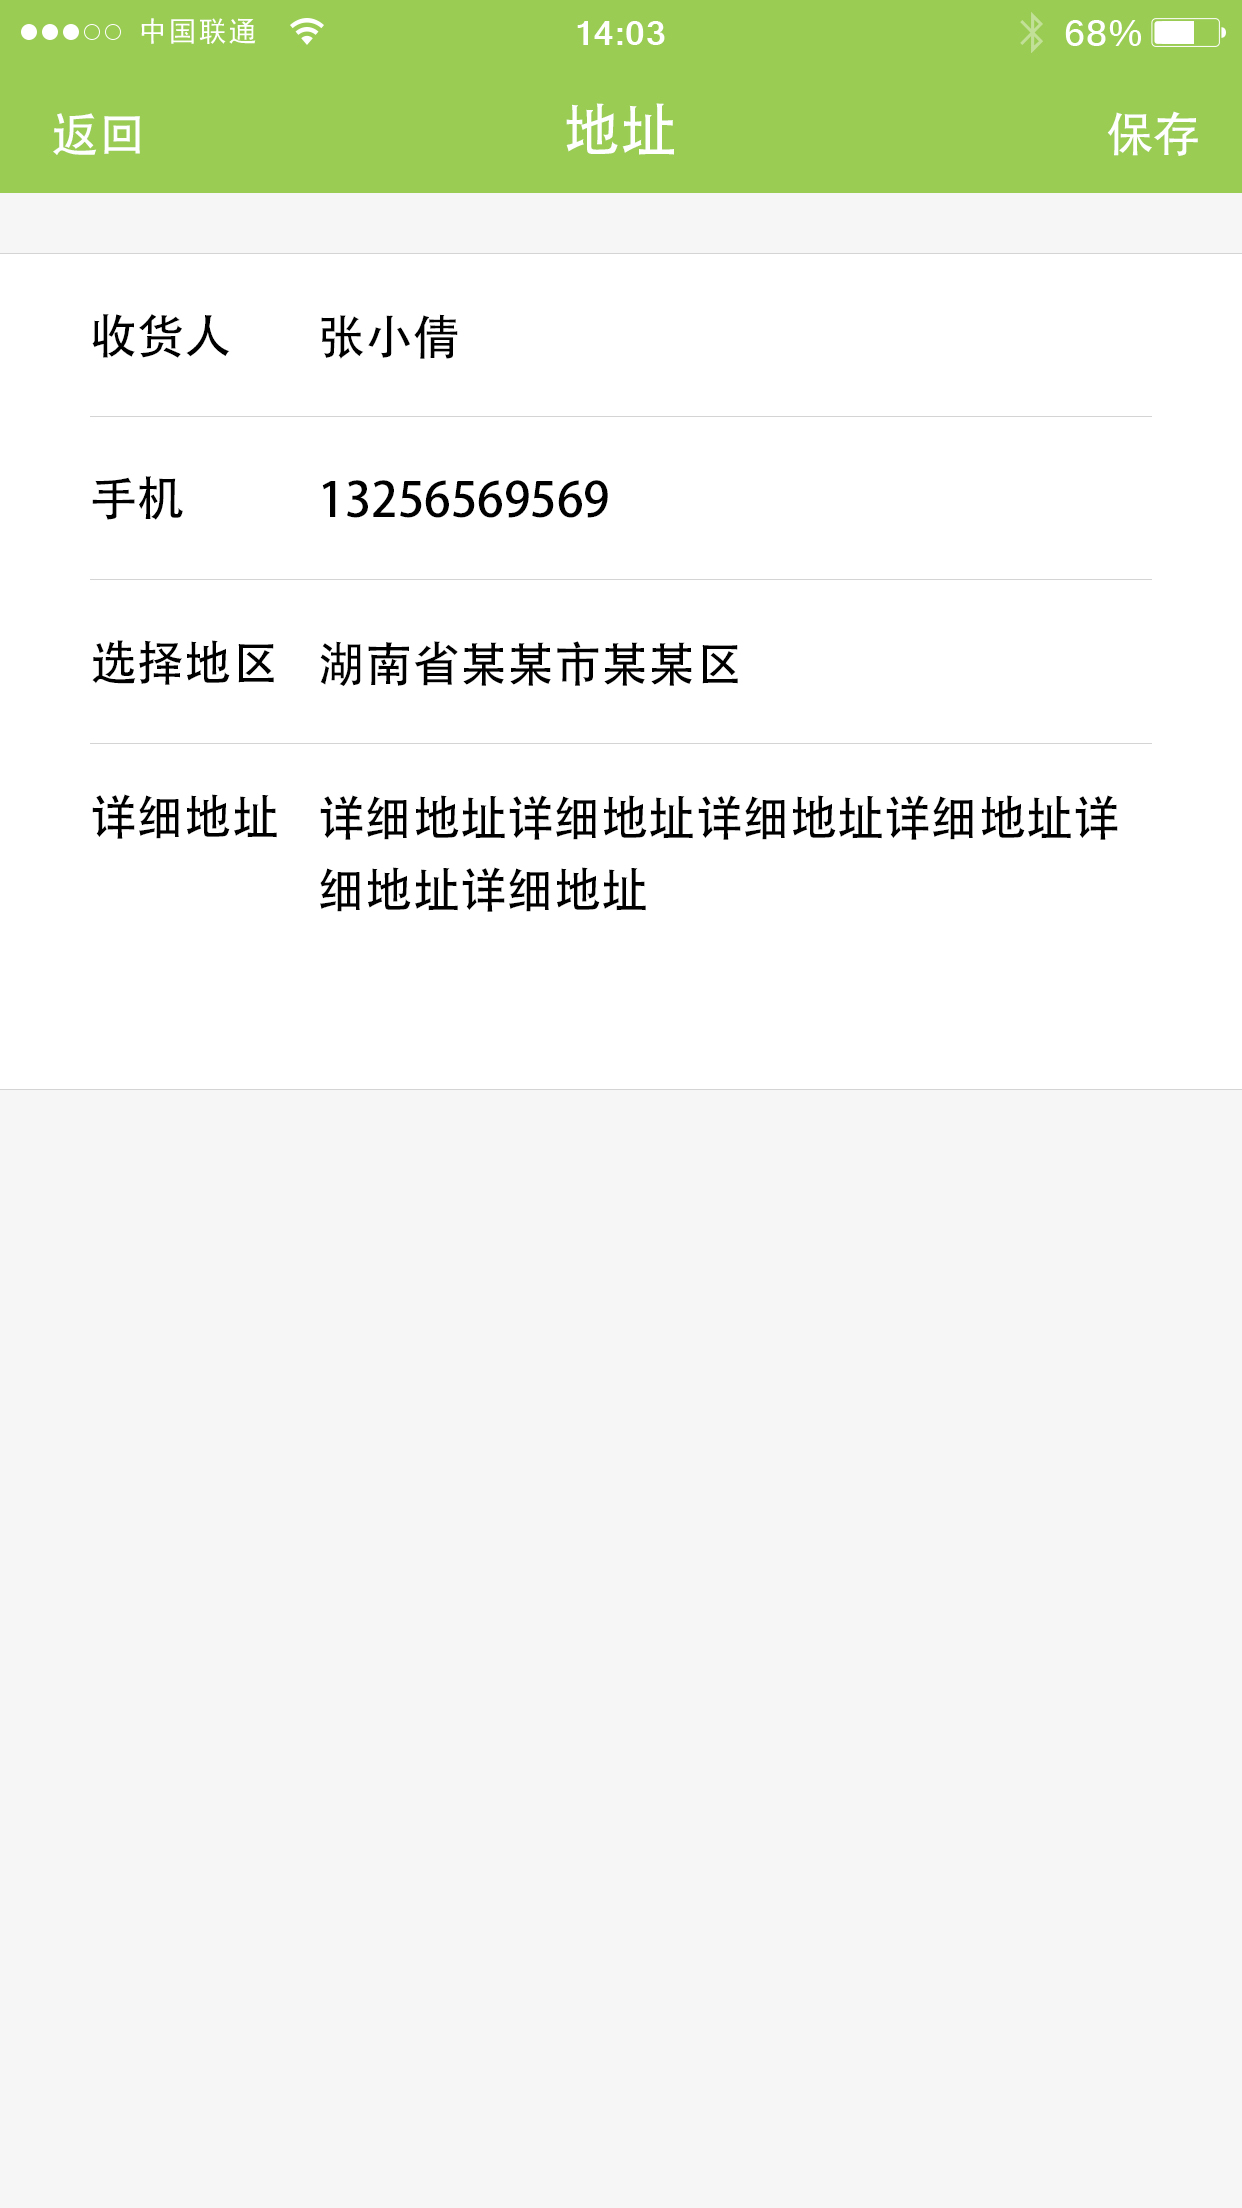 中国联通 14:03 68%
返回 地址 保存
收货人 张小倩
手机 13256569569
选择地区 湖南省某某市某某区
详细地址 详细地址详细地址详细地址详细地址详
细地址详细地址